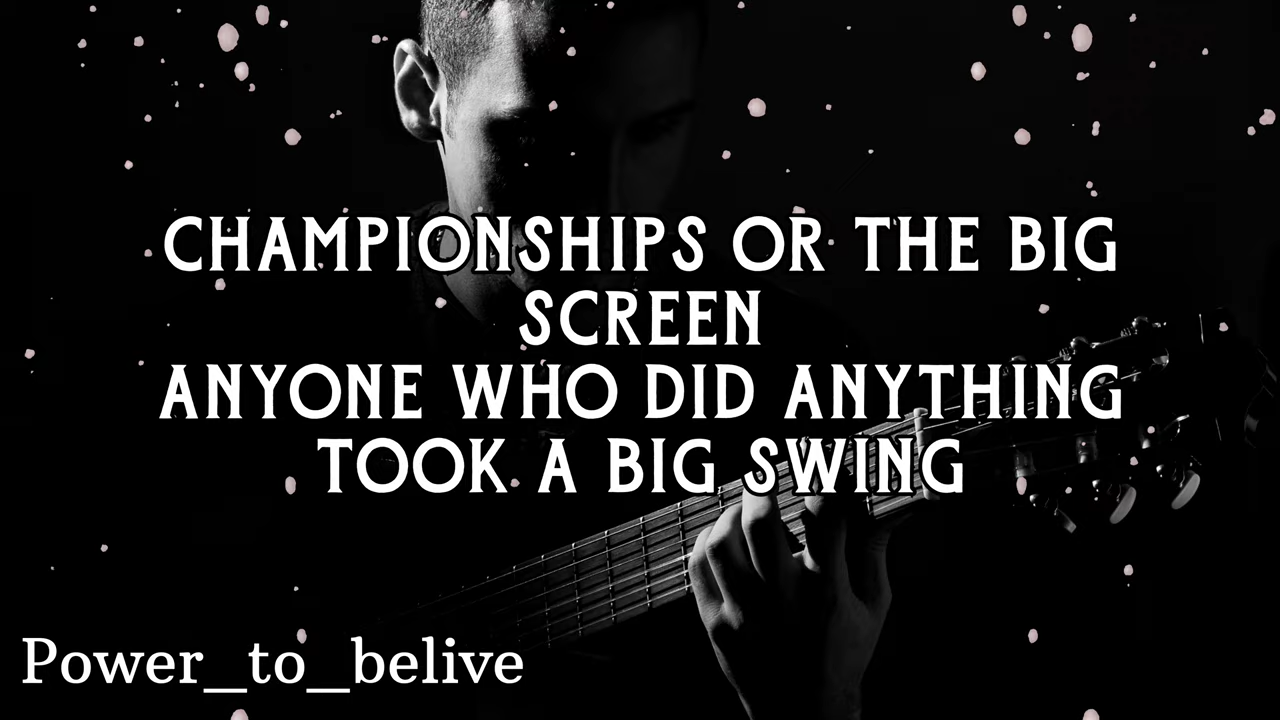 CHAMPIONSHIPS OR THE BIG
SCREEN
ANYONE WHO DID ANYTHING
TOOK A BIG SWING
Power_to_belive